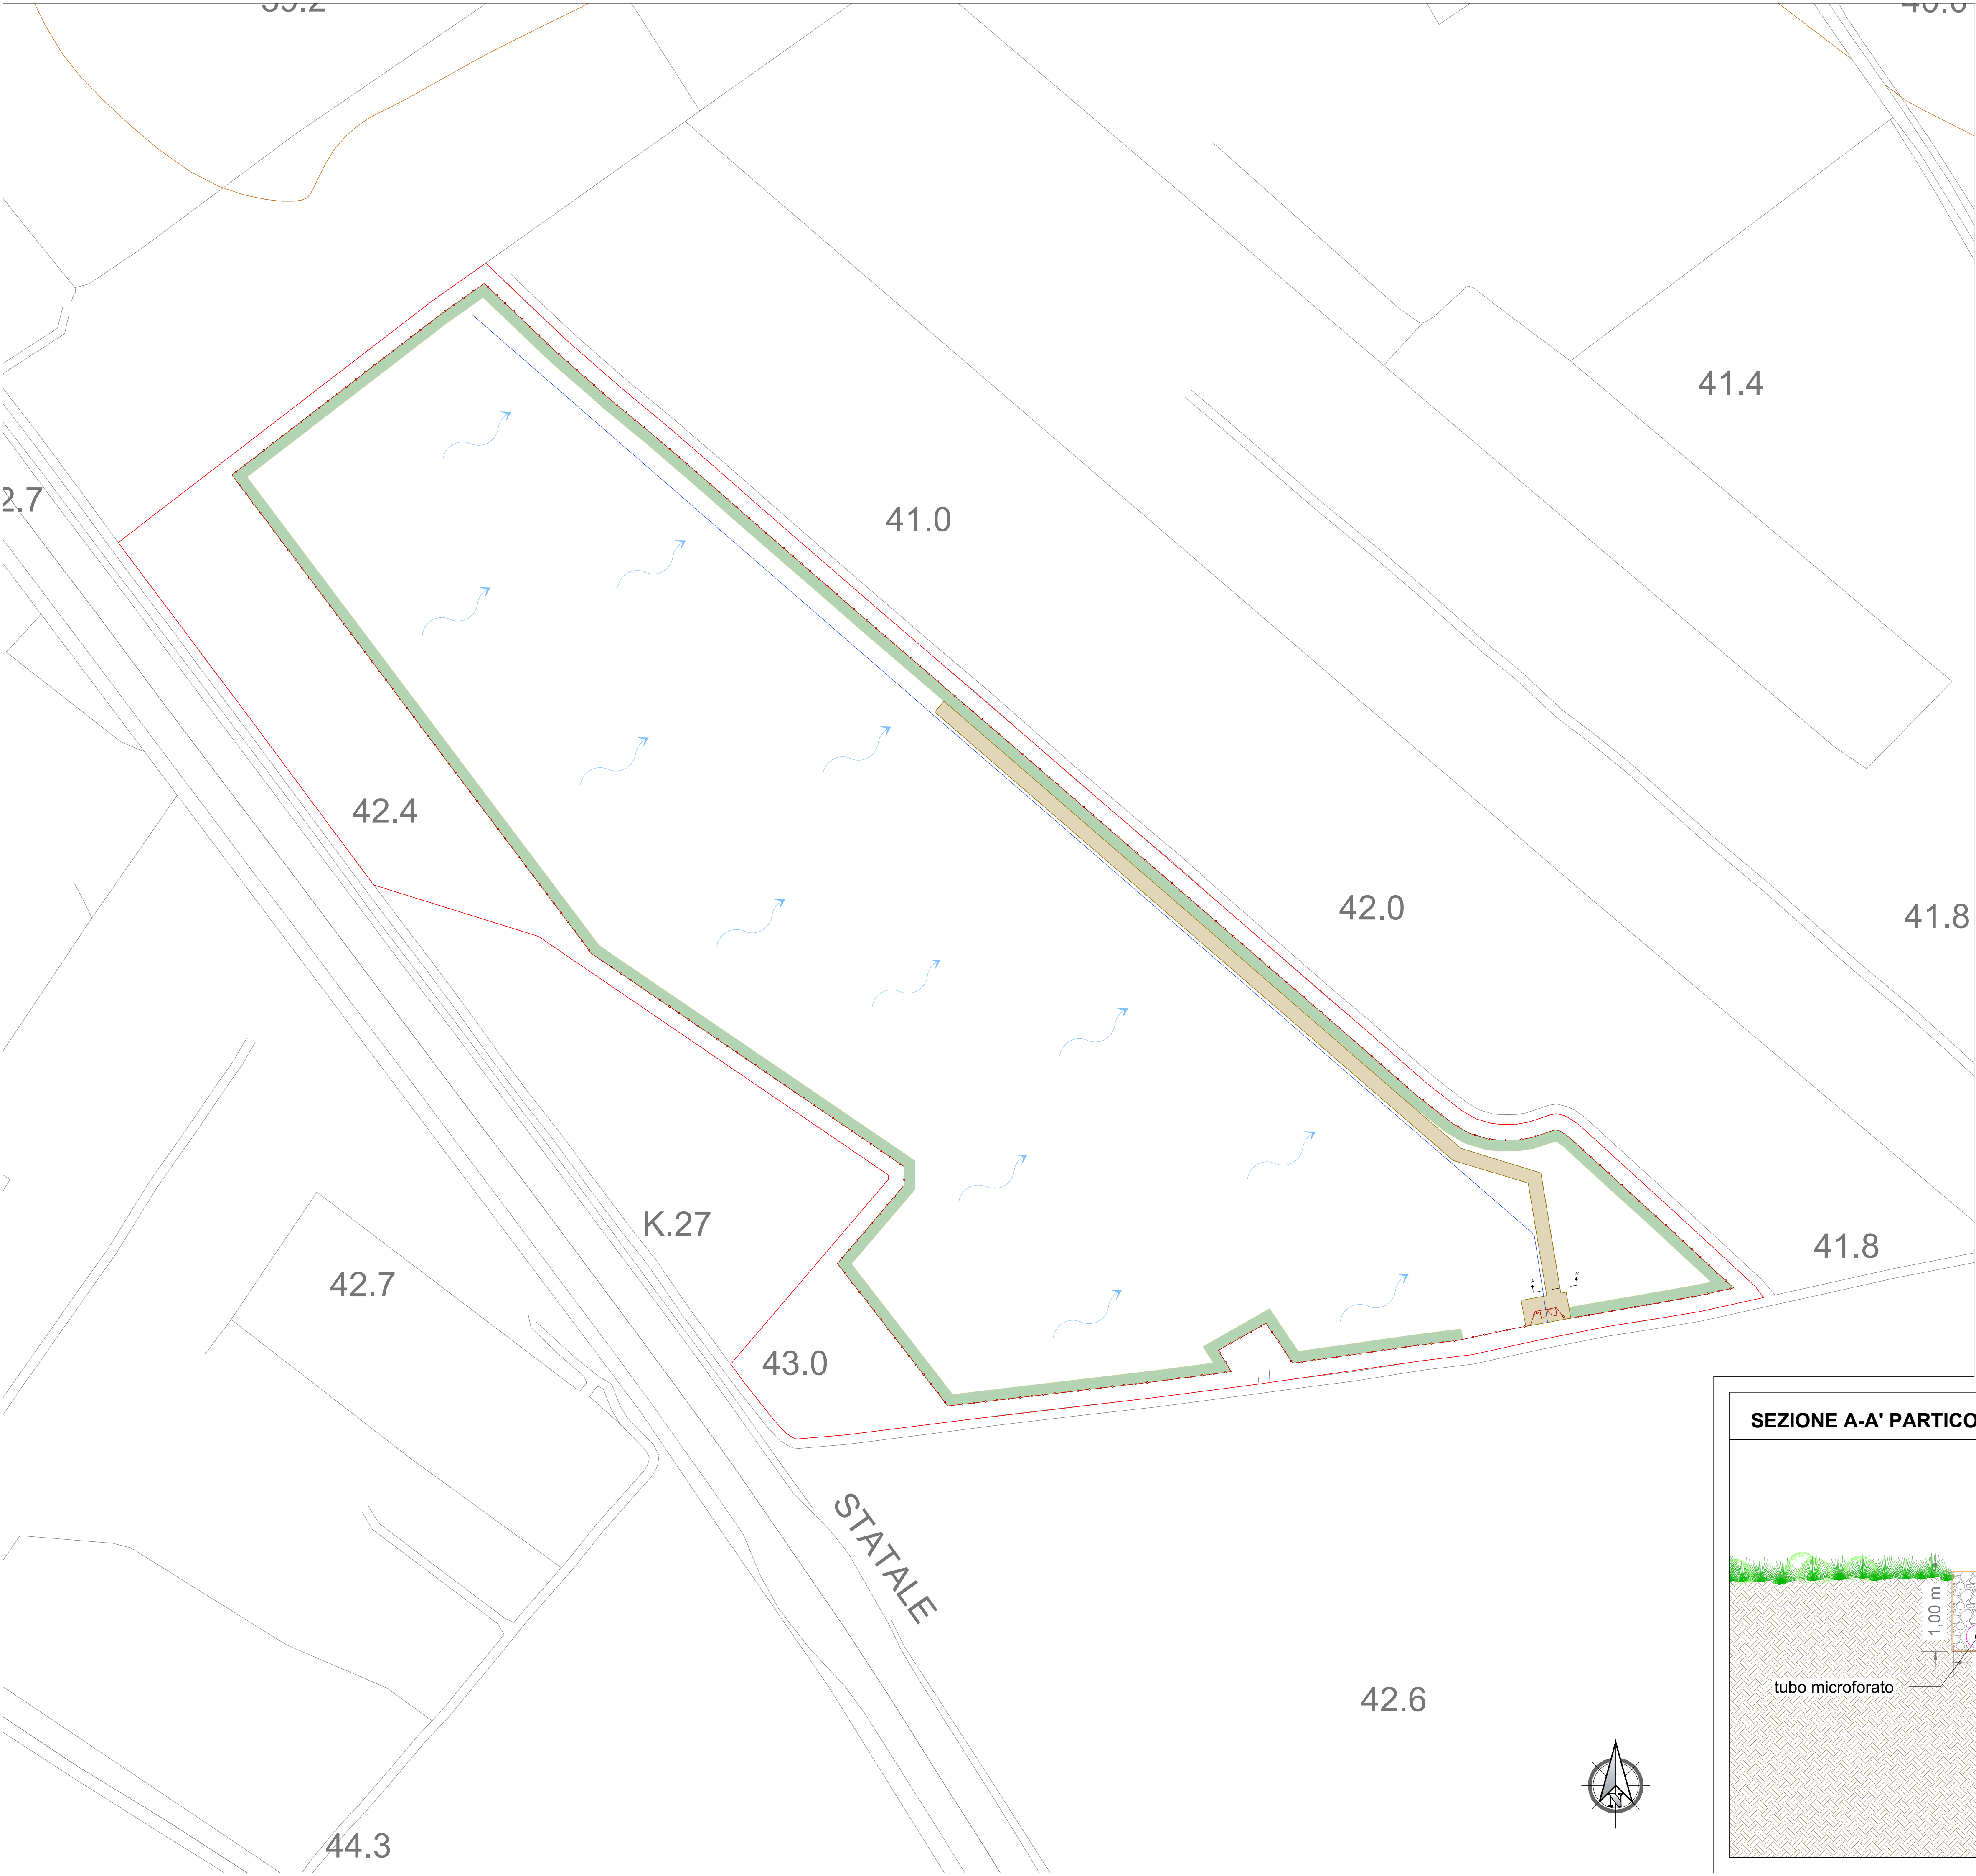 41.4
41.0
42.4
42.0
41.8
K.27
42.7
41.8
43.0
A
A'
SEZIONE A-A' PARTICO
STATALE
1,00 m
tubo microforato
42.6
N
44.3